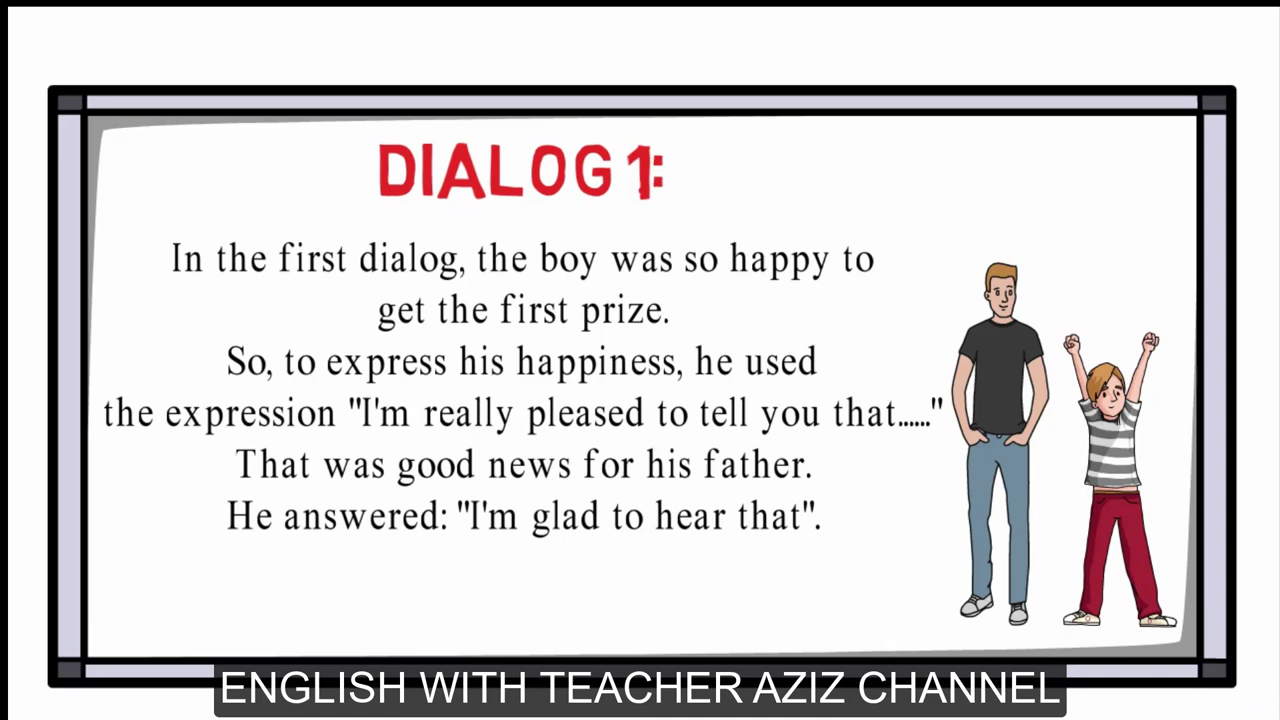 DIALOG 1:
In the first dialog, the boy was so happy to
get the first prize.
So, to express his happiness, he used
the expression "I'm really pleased to tell you that......"
That was good news for his father.
He answered: "I'm glad to hear that".
ENGLISH WITH TEACHER AZIZ CHANNEL